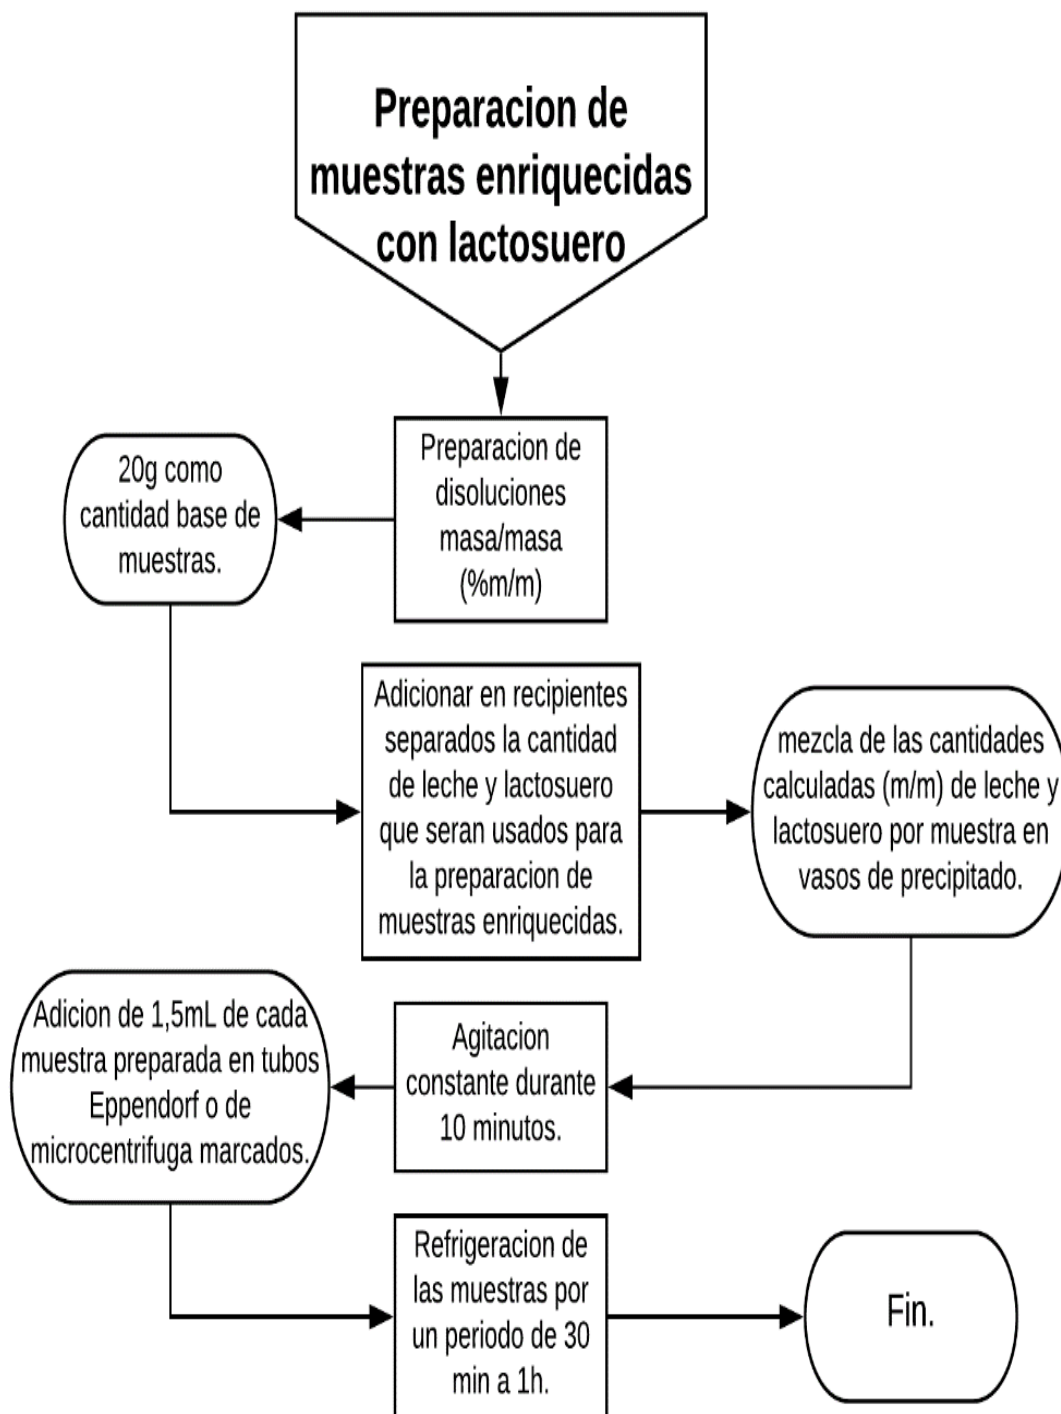 Preparacion de
muestras enriquecidas
con lactosuero
Preparacion de
disoluciones
masa/masa
(%m/m)
20g como
cantidad base de
muestras.
Adicionar en recipientes
separados la cantidad
de leche y lactosuero
que seran usados para
la preparacion de
muestras enriquecidas.
mezcla de las cantidades
calculadas (m/m) de leche y
lactosuero por muestra en
vasos de precipitado.
Agitacion
constante durante
10 minutos.
Adicion de 1,5mL de cada
muestra preparada en tubos
Eppendorf o de
microcentrifuga marcados.
Refrigeracion de
las muestras por
un periodo de 30
min a 1h.
Fin.